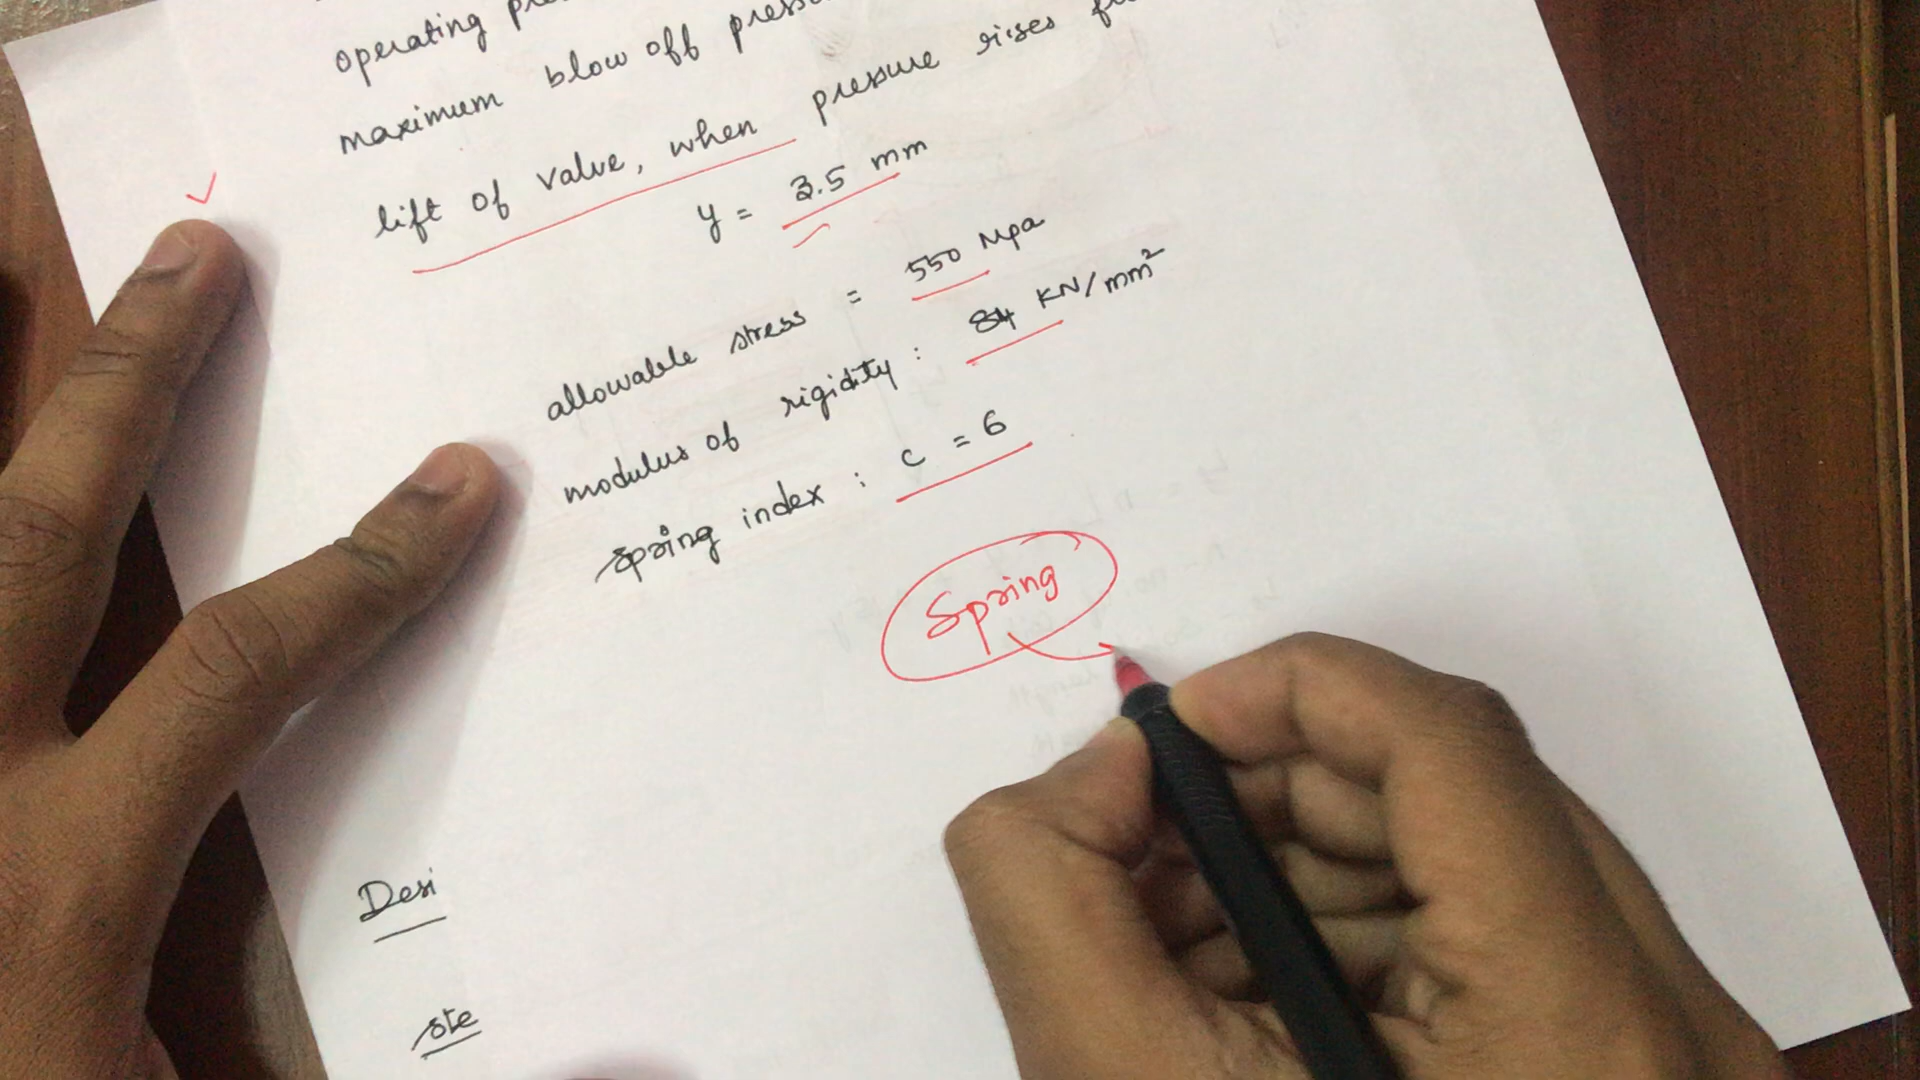 operating
maximum blow off
lift of value, when pressure rises
y = 3.5 mm
allowable stress = 550 Mpa
modulus of rigidity : 84 KN/mm²
spring index : c = 6
Spring
Desi
ste